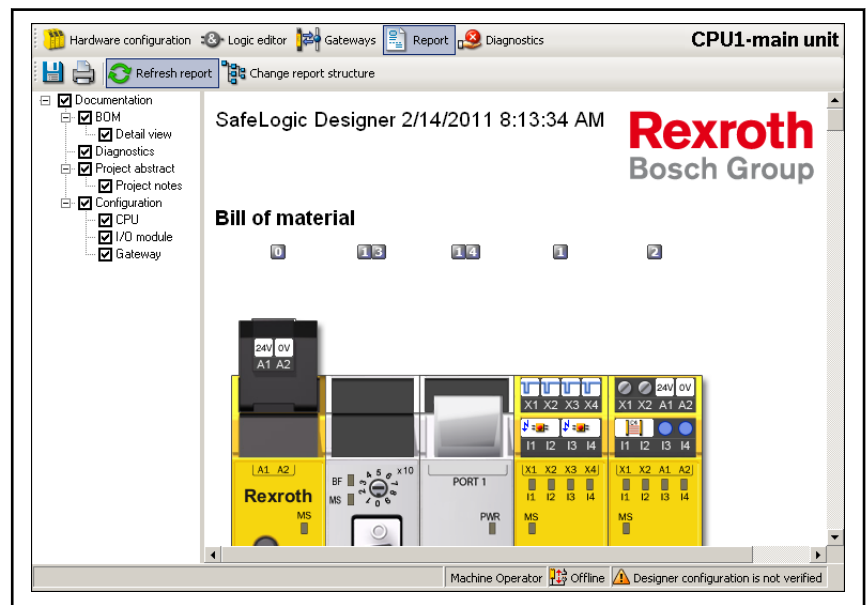 Hardware configuration Logic editor Gateways Report Diagnostics CPU1-main unit
Refresh report Change report structure
Documentation
BOM
Detail view
Diagnostics
Project abstract
Project notes
Configuration
CPU
I/O module
Gateway
SafeLogic Designer 2/14/2011 8:13:34 AM
Rexroth
Bosch Group
Bill of material
0 13 14 1 2
24V 0V
A1 A2
X1 X2 X3 X4
I1 I2 I3 I4
24V 0V
X1 X2 A1 A2
I1 I2 I3 I4
A1 A2
Rexroth
MS
BF
MS
x10
PORT 1
PWR
X1 X2 X3 X4
I1 I2 I3 I4
MS
X1 X2 A1 A2
I1 I2 I3 I4
MS
Machine Operator Offline Designer configuration is not verified